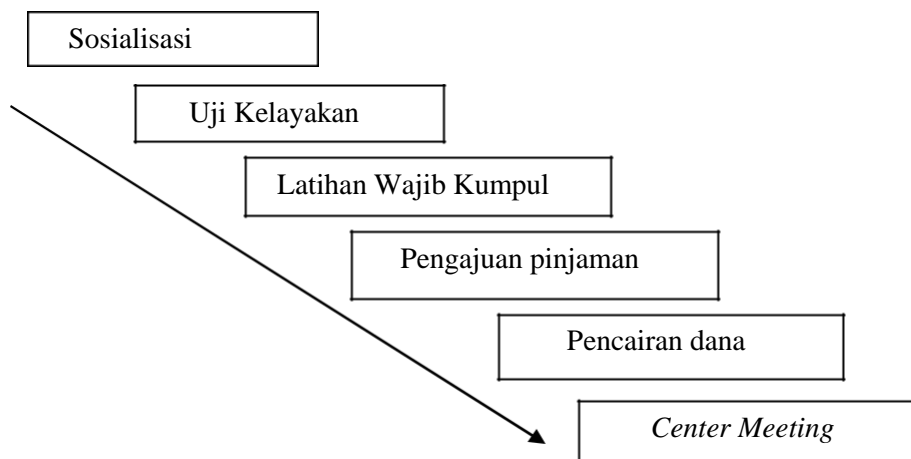 Sosialisasi
Uji Kelayakan
Latihan Wajib Kumpul
Pengajuan pinjaman
Pencairan dana
Center Meeting